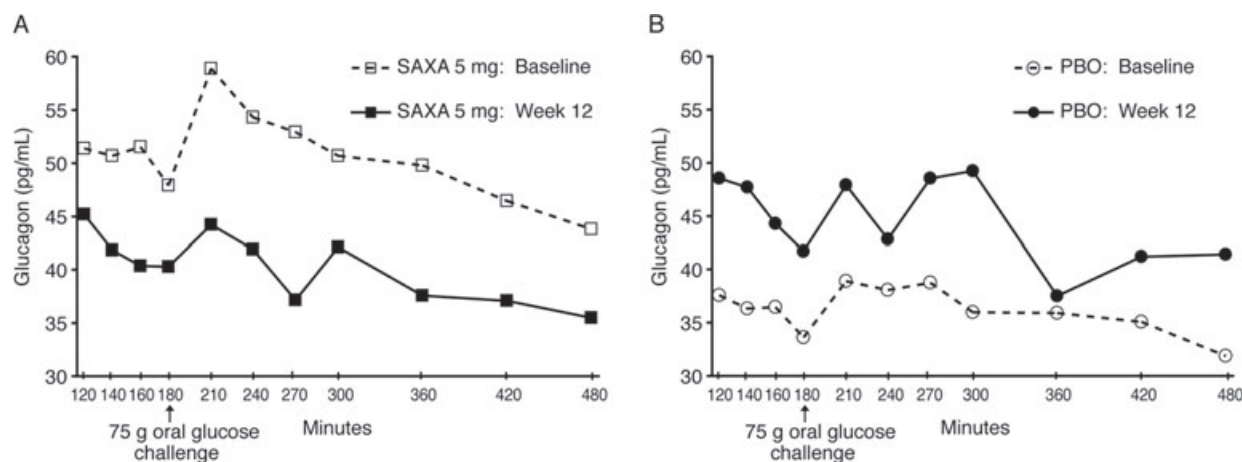 A
60
55
50
45
40
35
30
Glucagon (pg/mL)
SAXA 5 mg: Baseline
SAXA 5 mg: Week 12
120 140 160 180 210 240 270 300 360 420 480
75 g oral glucose
challenge
Minutes
B
60
55
50
45
40
35
30
Glucagon (pg/mL)
PBO: Baseline
PBO: Week 12
120 140 160 180 210 240 270 300 360 420 480
75 g oral glucose
challenge
Minutes